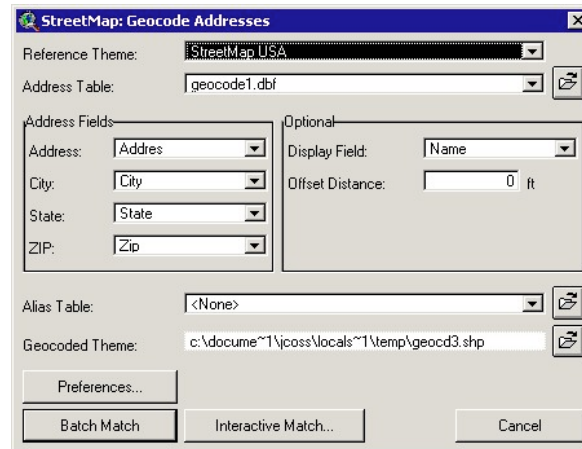 StreetMap: Geocode Addresses
Reference Theme: StreetMap USA
Address Table: geocode1.dbf
Address Fields
Address: Addres
City: City
State: State
ZIP: Zip
Optional
Display Field: Name
Offset Distance: 0 ft
Alias Table: <None>
Geocoded Theme: c:\docume~1\jcoss\locals~1\temp\geocd3.shp
Preferences...
Batch Match Interactive Match... Cancel